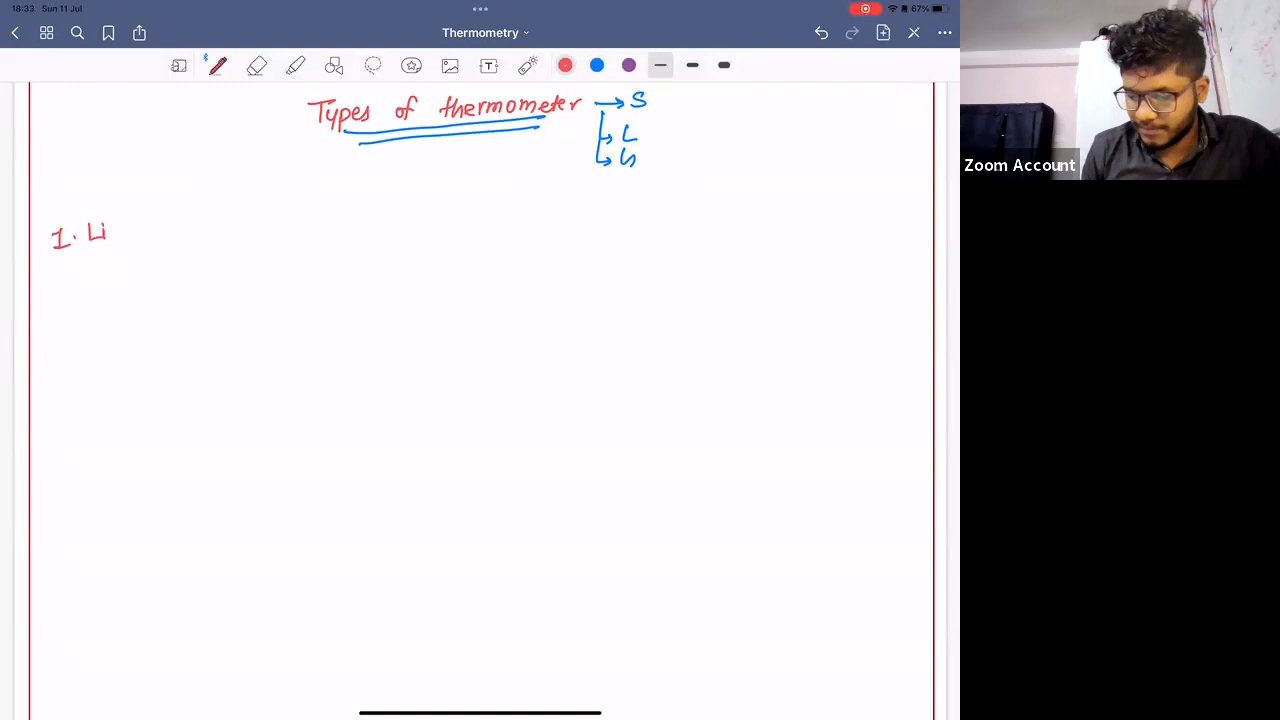 18:33 Sun 11 Jul
67%
Thermometry
T
Types of thermometer → S
→ L
→ G
Zoom Account
1. Li